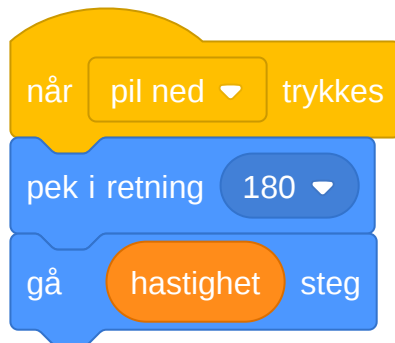 når pil ned trykkes
pek i retning 180
gå hastighet steg